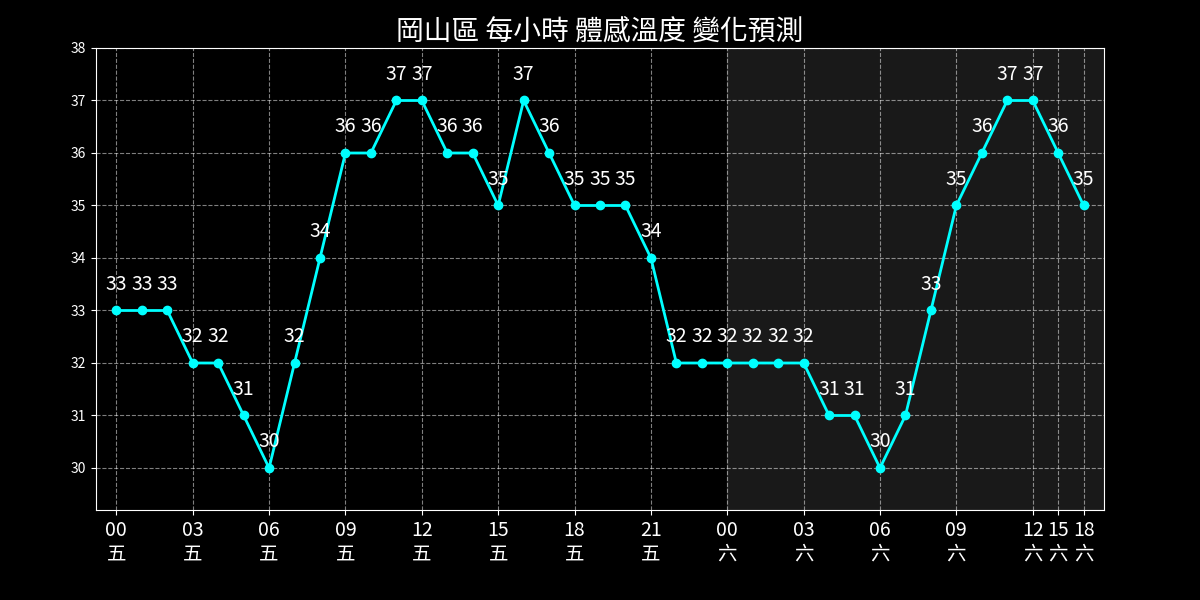 岡山區 每小時 體感溫度 變化預測
38
37 37 37 37 37 37
36 36 36 36 36 36 36 36
35 35 35 35 35 35 35
34 34 34
33 33 33 33 33
32 32 32 32 32 32 32 32 32 32
31 31 31 31 31
30 30 30
00 03 06 09 12 15 18 21 00 03 06 09 12 15 18
五 五 五 五 五 五 五 五 六 六 六 六 六 六 六